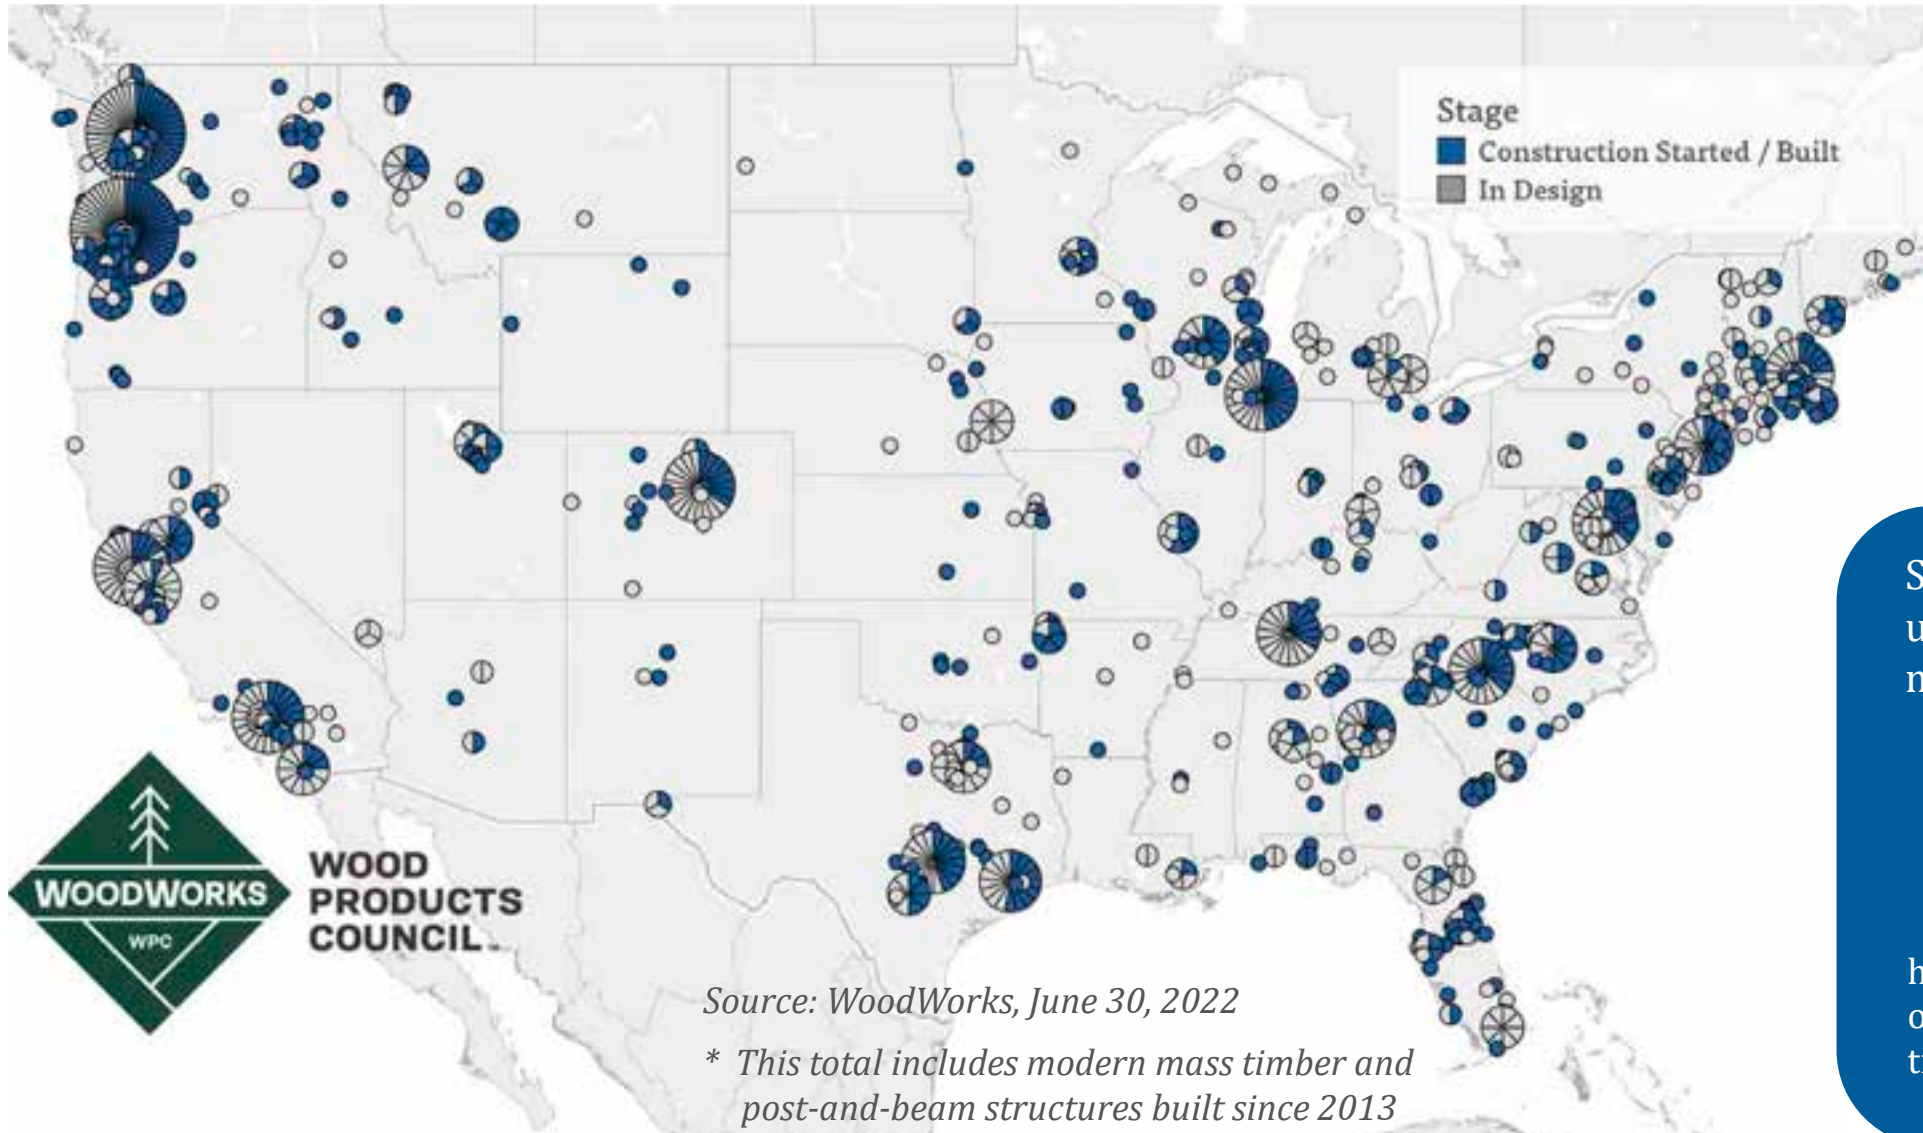 Stage
Construction Started / Built
In Design
WOODWORKS
WPC
WOOD
PRODUCTS
COUNCIL
Source: WoodWorks, June 30, 2022
* This total includes modern mass timber and
post-and-beam structures built since 2013